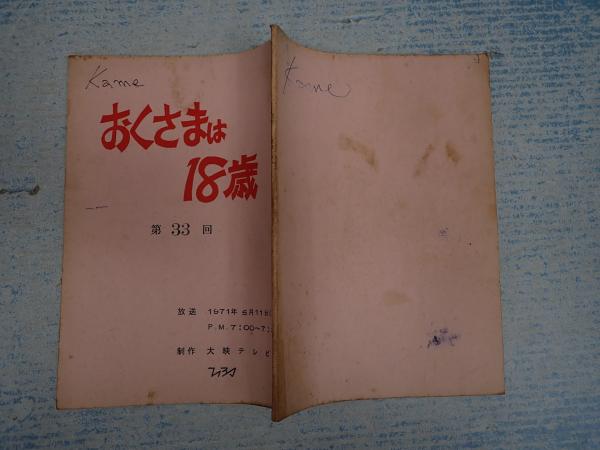 Kame
おくさまは
18歳
第 33 回
放送 1971年5月11日
P.M.7:00~7:
制作 大映テレビ
Kame